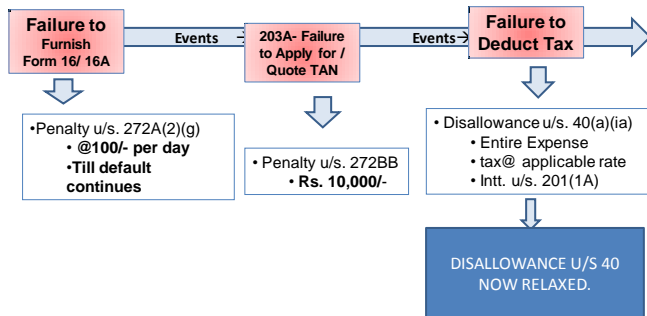 Failure to
Furnish
Form 16/ 16A
Events
203A- Failure
to Apply for /
Quote TAN
Events
Failure to
Deduct Tax
•Penalty u/s. 272A(2)(g)
• @100/- per day
•Till default
continues
• Penalty u/s. 272BB
• Rs. 10,000/-
• Disallowance u/s. 40(a)(ia)
• Entire Expense
• tax@ applicable rate
• Intt. u/s. 201(1A)
DISALLOWANCE U/S 40
NOW RELAXED.